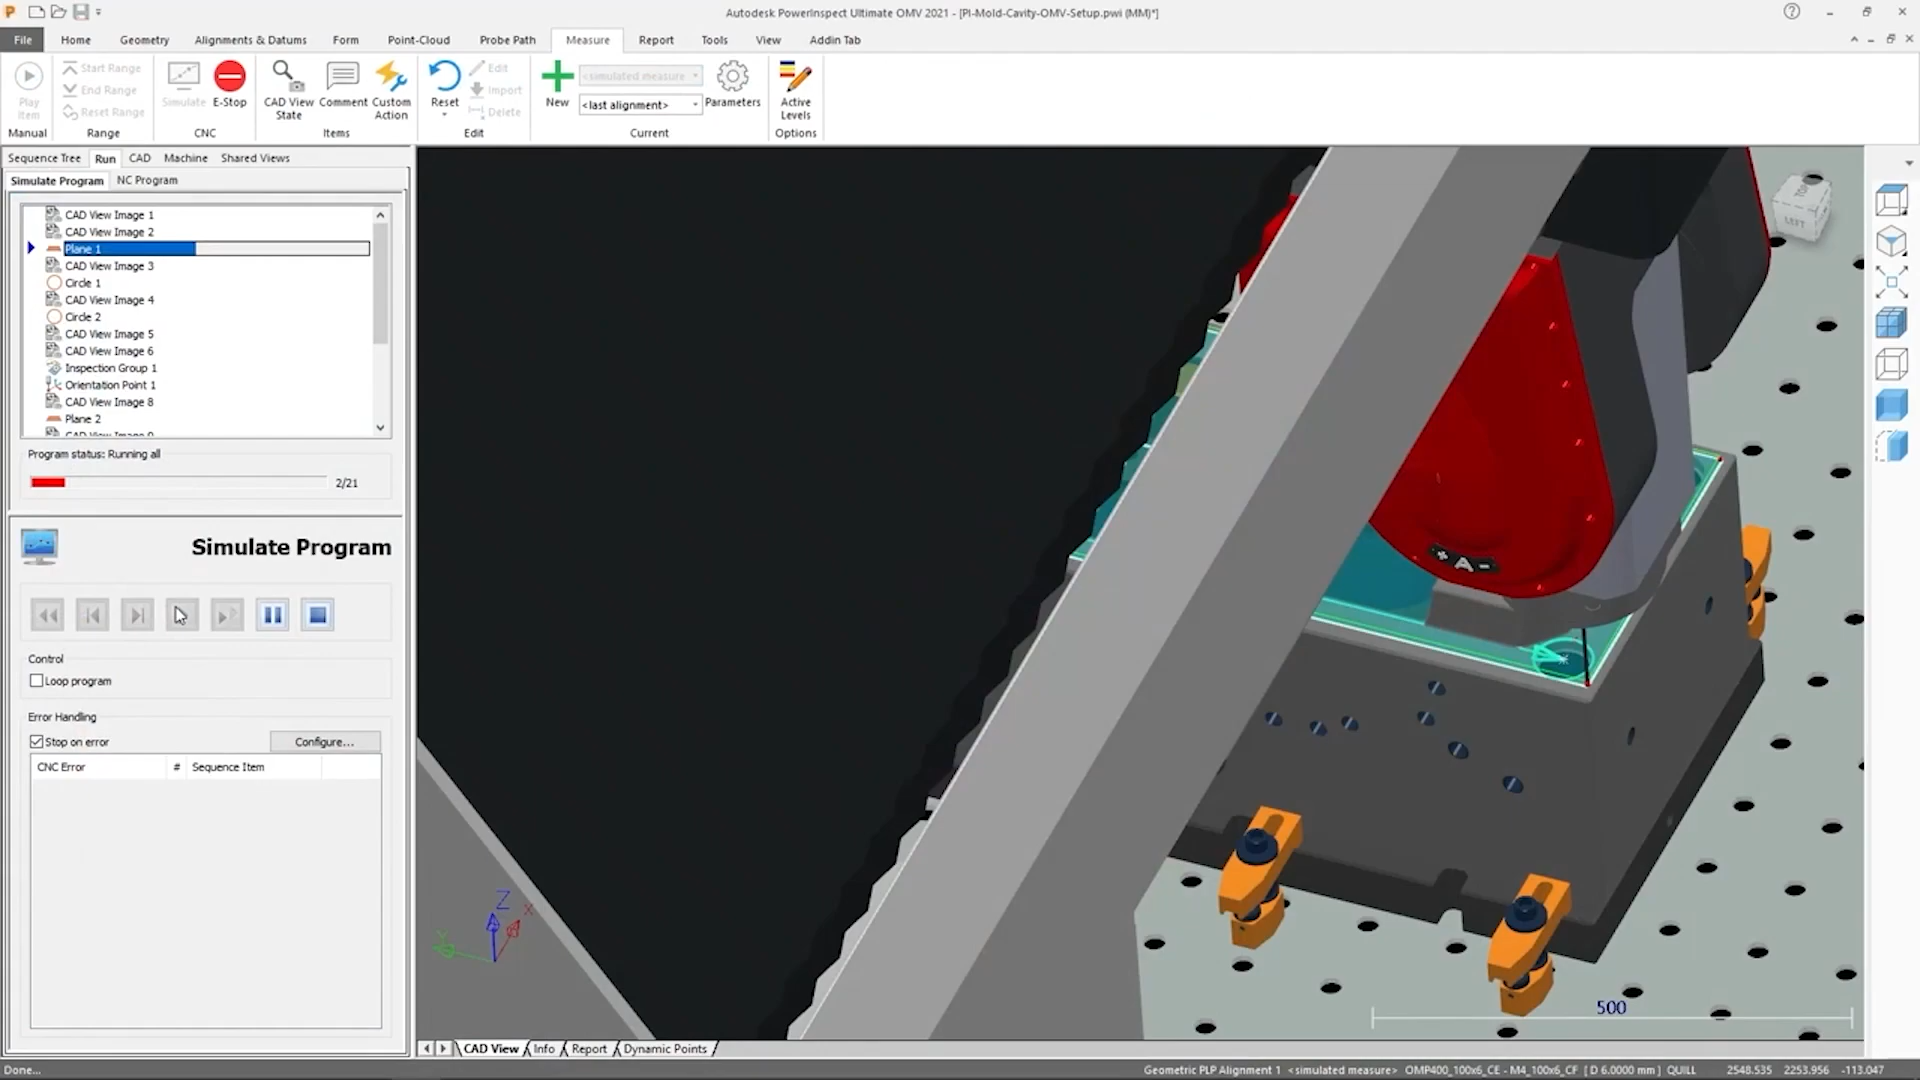 Autodesk PowerInspect Ultimate OMV 2021 - [PI-Mold-Cavity-OMV-Setup.pwi (MM)*]
File Home Geometry Alignments & Datums Form Point-Cloud Probe Path Measure Report Tools View Addin Tab
Play Item
Manual
Start Range
End Range
Reset Range
Range
Simulate
E-Stop
CNC
CAD View State
Comment
Custom Action
Items
Reset
Edit
Import
Delete
Edit
New
<simulated measure
<last alignment>
Parameters
Current
Active Levels
Options
Sequence Tree Run CAD Machine Shared Views
Simulate Program NC Program
CAD View Image 1
CAD View Image 2
Plane 1
CAD View Image 3
Circle 1
CAD View Image 4
Circle 2
CAD View Image 5
CAD View Image 6
Inspection Group 1
Orientation Point 1
CAD View Image 8
Plane 2
Program status: Running all
2/21
Simulate Program
Control
Loop program
Error Handling
Stop on error
Configure...
CNC Error # Sequence Item
TOP
LEFT
A
Z
X
Y
500
CAD View Info Report Dynamic Points
Done...
Geometric PLP Alignment 1 <simulated measure> OMP400_100x6_CE - M4_100x6_CF [ D 6.0000 mm ] QUILL 2548.535 2253.956 -113.047